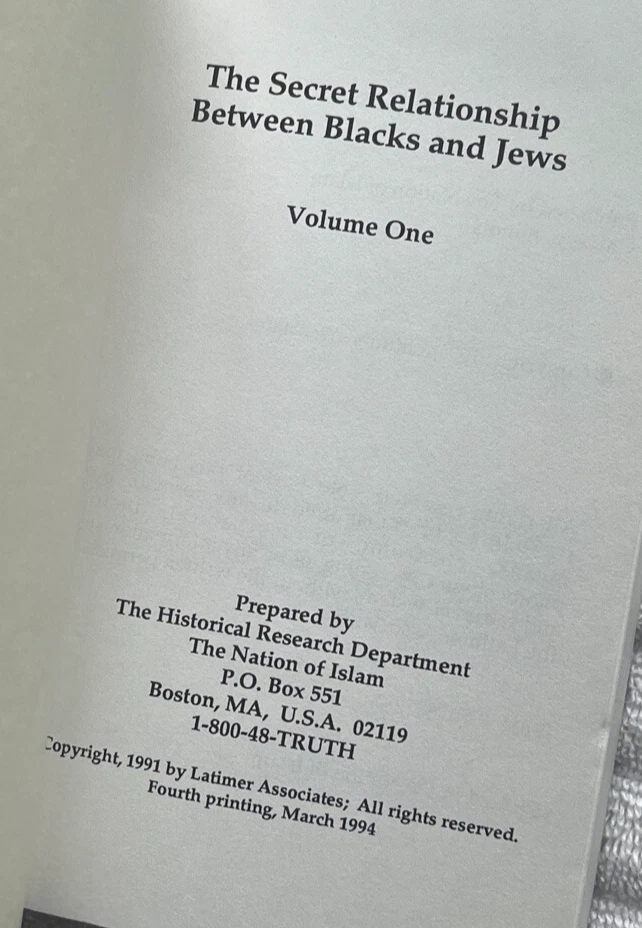 The Secret Relationship
Between Blacks and Jews
Volume One
Prepared by
The Historical Research Department
The Nation of Islam
P.O. Box 551
Boston, MA, U.S.A. 02119
1-800-48-TRUTH
Copyright, 1991 by Latimer Associates; All rights reserved.
Fourth printing, March 1994